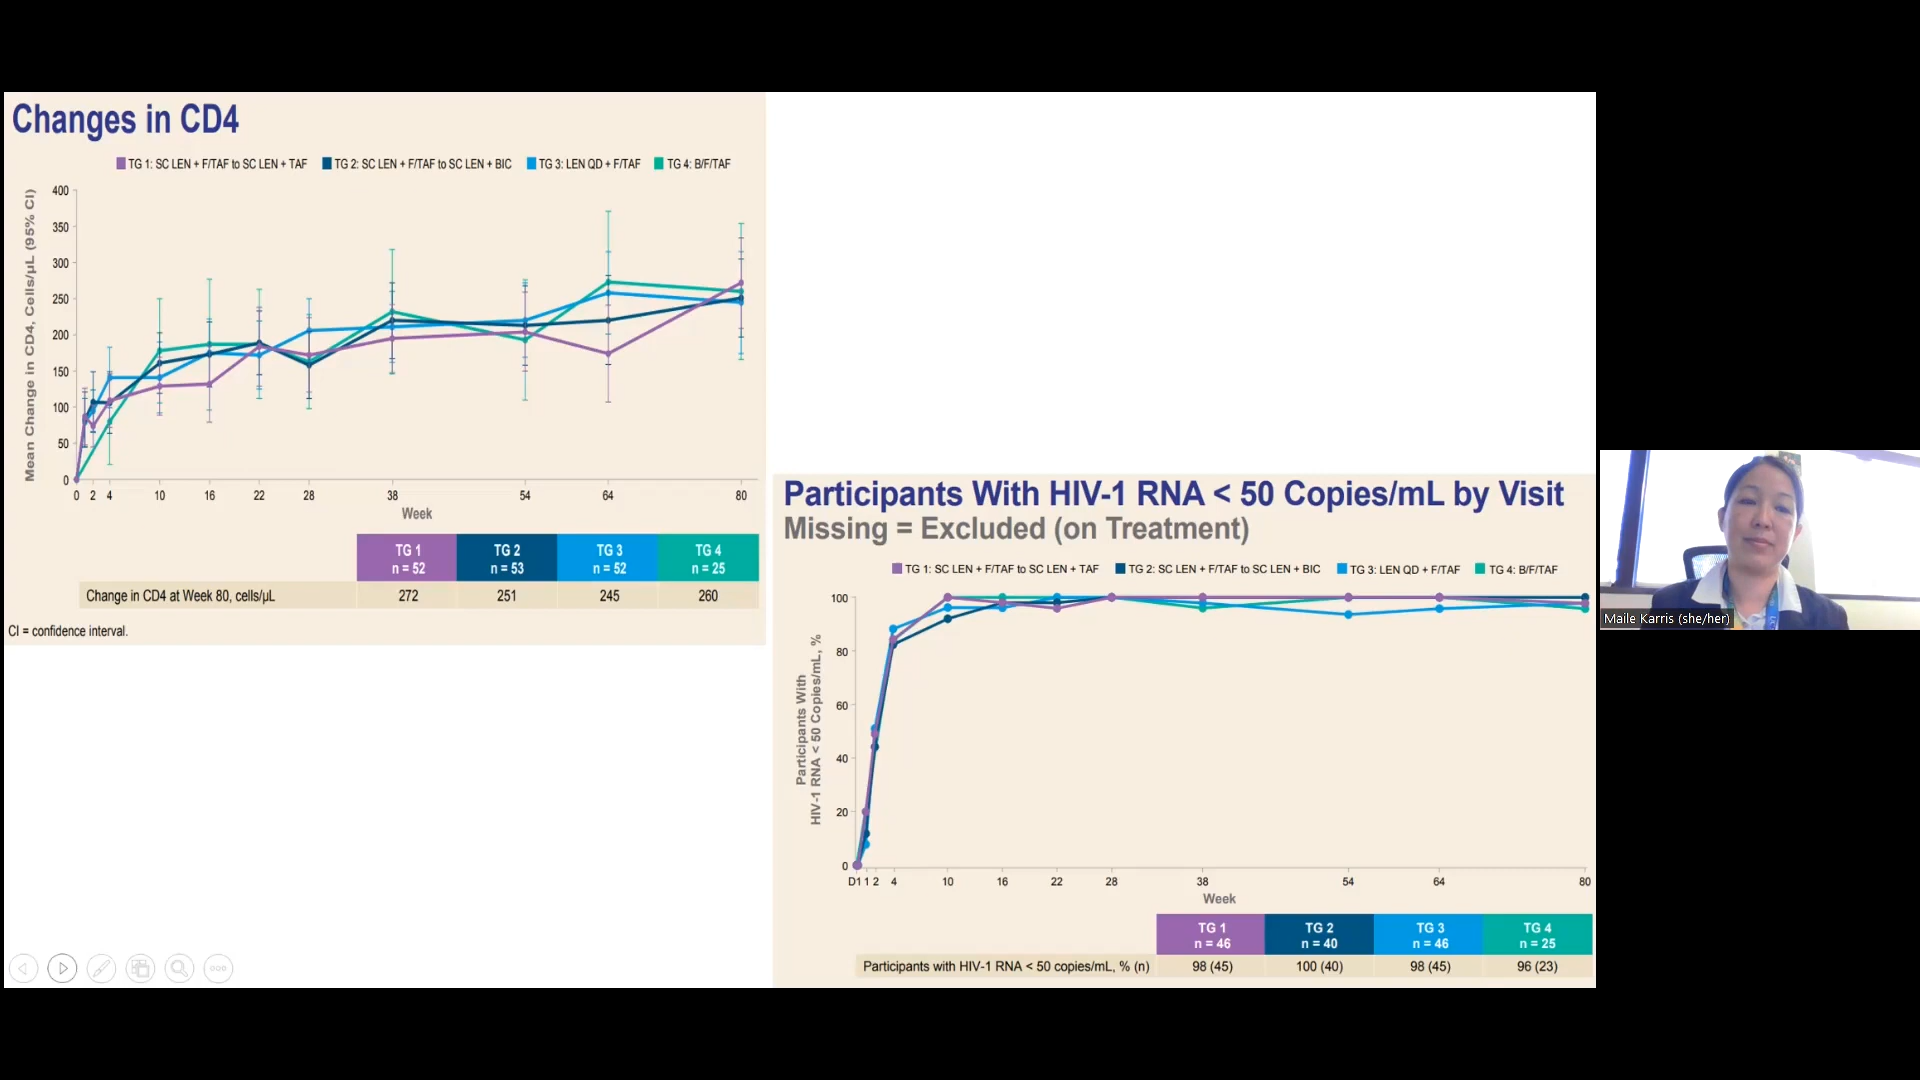 Changes in CD4
TG 1: SC LEN + F/TAF to SC LEN + TAF TG 2: SC LEN + F/TAF to SC LEN + BIC TG 3: LEN QD + F/TAF TG 4: B/F/TAF
Mean Change in CD4, Cells/µL (95% CI)
400
350
300
250
200
150
100
50
0
0 2 4 10 16 22 28 38 54 64 80
Week
TG 1 TG 2 TG 3 TG 4
n = 52 n = 53 n = 52 n = 25
Change in CD4 at Week 80, cells/µL 272 251 245 260
CI = confidence interval.
Participants With HIV-1 RNA < 50 Copies/mL by Visit
Missing = Excluded (on Treatment)
TG 1: SC LEN + F/TAF to SC LEN + TAF TG 2: SC LEN + F/TAF to SC LEN + BIC TG 3: LEN QD + F/TAF TG 4: B/F/TAF
Participants With
HIV-1 RNA < 50 Copies/mL, %
100
80
60
40
20
0
D1 1 2 4 10 16 22 28 38 54 64 80
Week
TG 1 TG 2 TG 3 TG 4
n = 46 n = 40 n = 46 n = 25
Participants with HIV-1 RNA < 50 copies/mL, % (n) 98 (45) 100 (40) 98 (45) 96 (23)
Maile Karris (she/her)